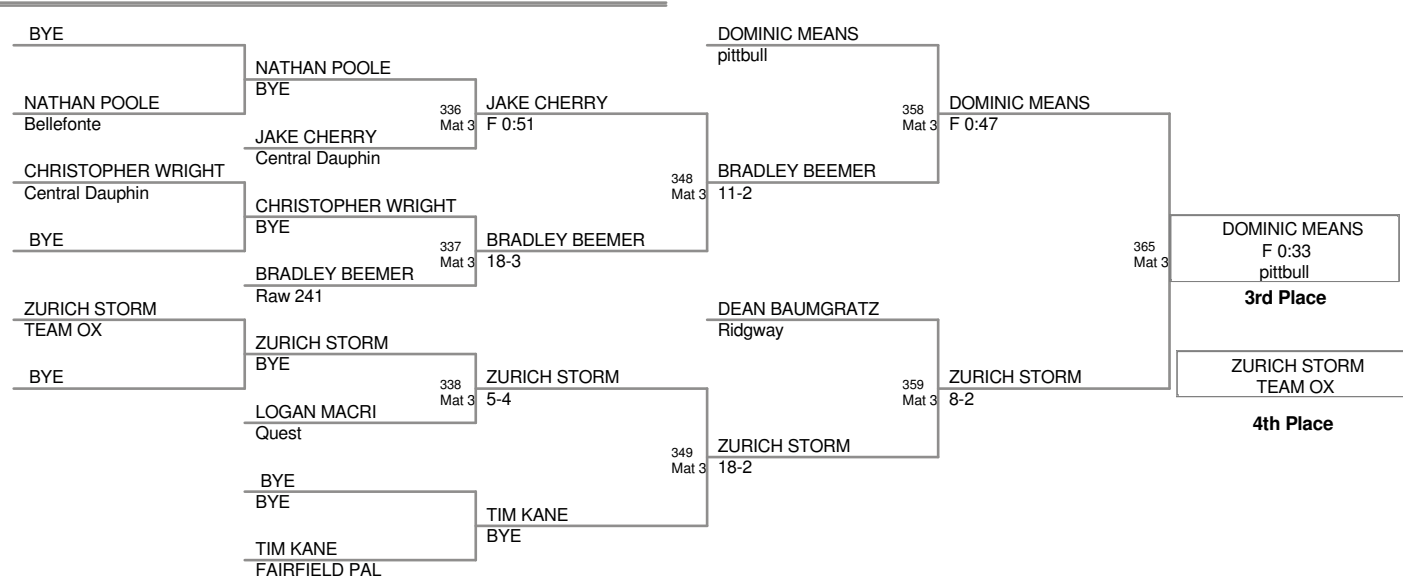 BYE
NATHAN POOLE
Bellefonte
CHRISTOPHER WRIGHT
Central Dauphin
BYE
ZURICH STORM
TEAM OX
BYE
NATHAN POOLE
BYE
JAKE CHERRY
Central Dauphin
CHRISTOPHER WRIGHT
BYE
BRADLEY BEEMER
Raw 241
ZURICH STORM
BYE
LOGAN MACRI
Quest
BYE
BYE
TIM KANE
FAIRFIELD PAL
336
Mat 3
JAKE CHERRY
F 0:51
337
Mat 3
BRADLEY BEEMER
18-3
338
Mat 3
ZURICH STORM
5-4
TIM KANE
BYE
DOMINIC MEANS
pittbull
348
Mat 3
BRADLEY BEEMER
11-2
DEAN BAUMGRATZ
Ridgway
349
Mat 3
ZURICH STORM
18-2
358
Mat 3
DOMINIC MEANS
F 0:47
359
Mat 3
ZURICH STORM
8-2
365
Mat 3
DOMINIC MEANS
F 0:33
pittbull
3rd Place
ZURICH STORM
TEAM OX
4th Place